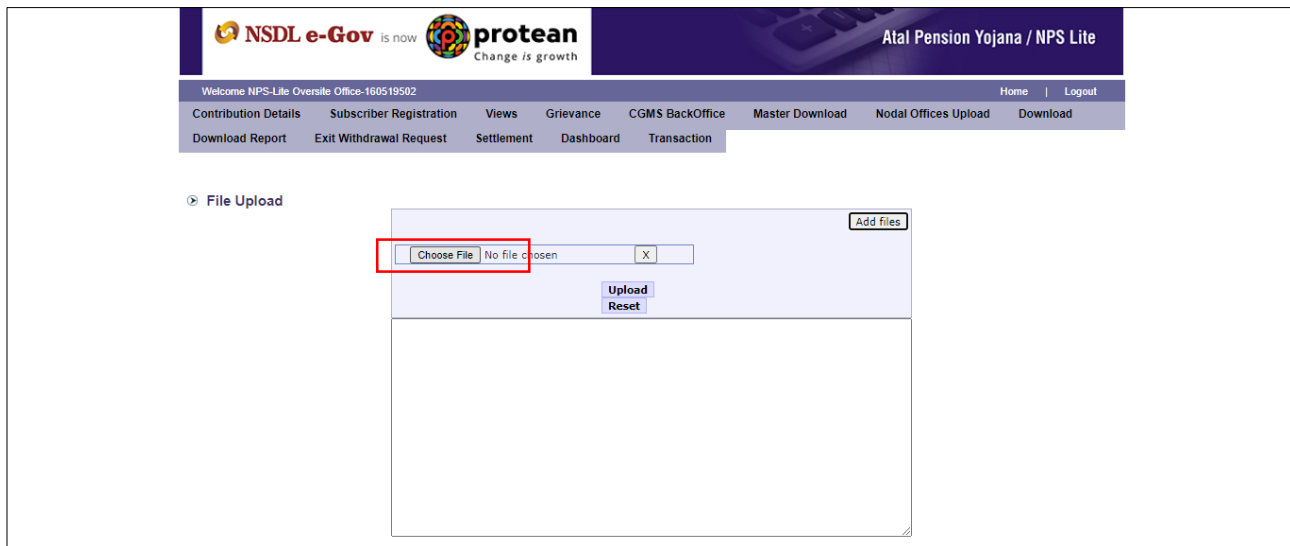 NSDL e-Gov is now protean
Change is growth
Atal Pension Yojana / NPS Lite
Welcome NPS-Lite Oversite Office-160519502 Home | Logout
Contribution Details Subscriber Registration Views Grievance CGMS BackOffice Master Download Nodal Offices Upload Download
Download Report Exit Withdrawal Request Settlement Dashboard Transaction
File Upload
Add files
Choose File No file chosen X
Upload
Reset